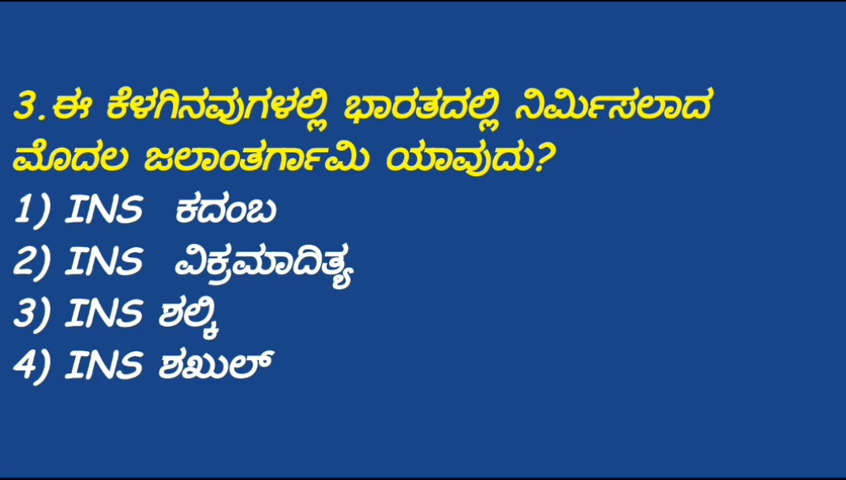 3.ಈ ಕೆಳಗಿನವುಗಳಲ್ಲಿ ಭಾರತದಲ್ಲಿ ನಿರ್ಮಿಸಲಾದ
ಮೊದಲ ಜಲಾಂತರ್ಗಾಮಿ ಯಾವುದು?
1) INS ಕದಂಬ
2) INS ವಿಕ್ರಮಾದಿತ್ಯ
3) INS ಶಲ್ಕಿ
4) INS ಶಖುಲ್